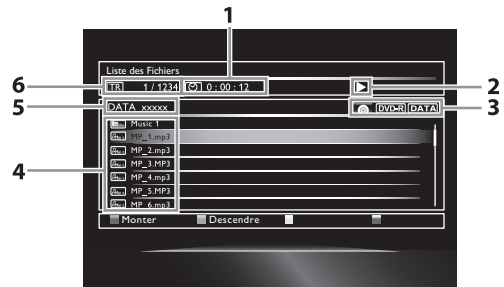 1
Liste des Fichiers
6 TR 1 / 1234 0 : 00 : 12 2
5 DATA xxxxx DVD-R DATA 3
Music 1
MP_1.mp3
MP_2.mp3
MP_3.MP3
4 MP_4.mp3
MP_5.MP3
MP_6.mp3
Monter Descendre